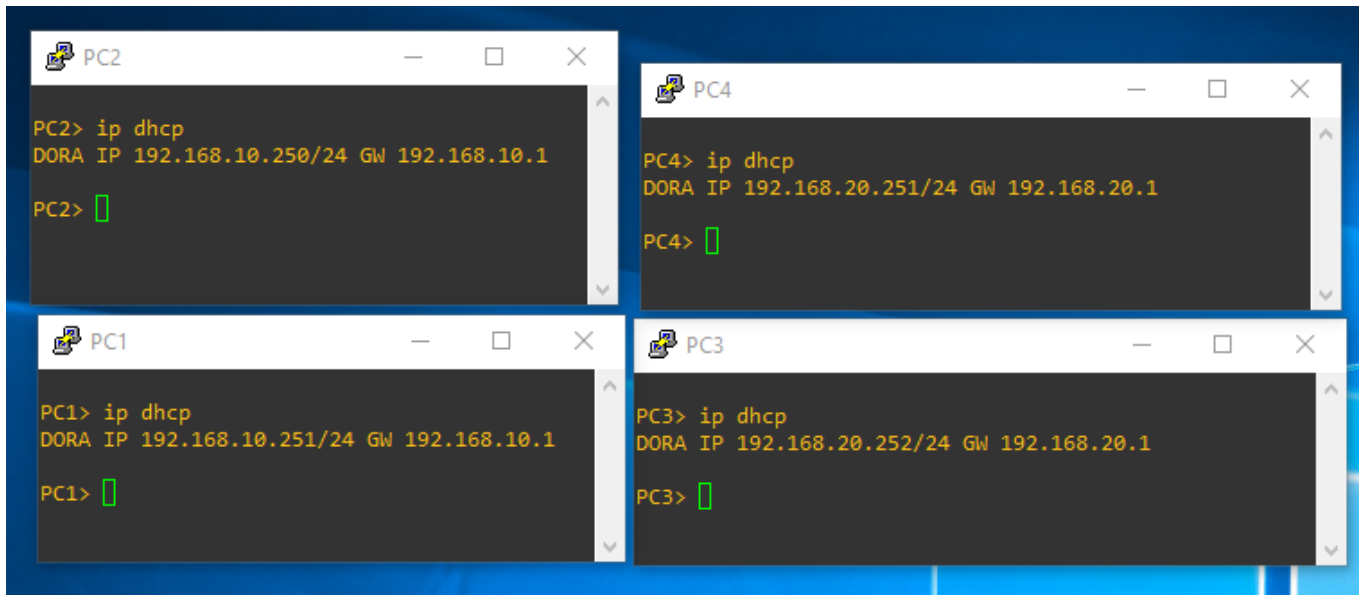 PC2
PC2> ip dhcp
DORA IP 192.168.10.250/24 GW 192.168.10.1
PC2>
PC4
PC4> ip dhcp
DORA IP 192.168.20.251/24 GW 192.168.20.1
PC4>
PC1
PC1> ip dhcp
DORA IP 192.168.10.251/24 GW 192.168.10.1
PC1>
PC3
PC3> ip dhcp
DORA IP 192.168.20.252/24 GW 192.168.20.1
PC3>